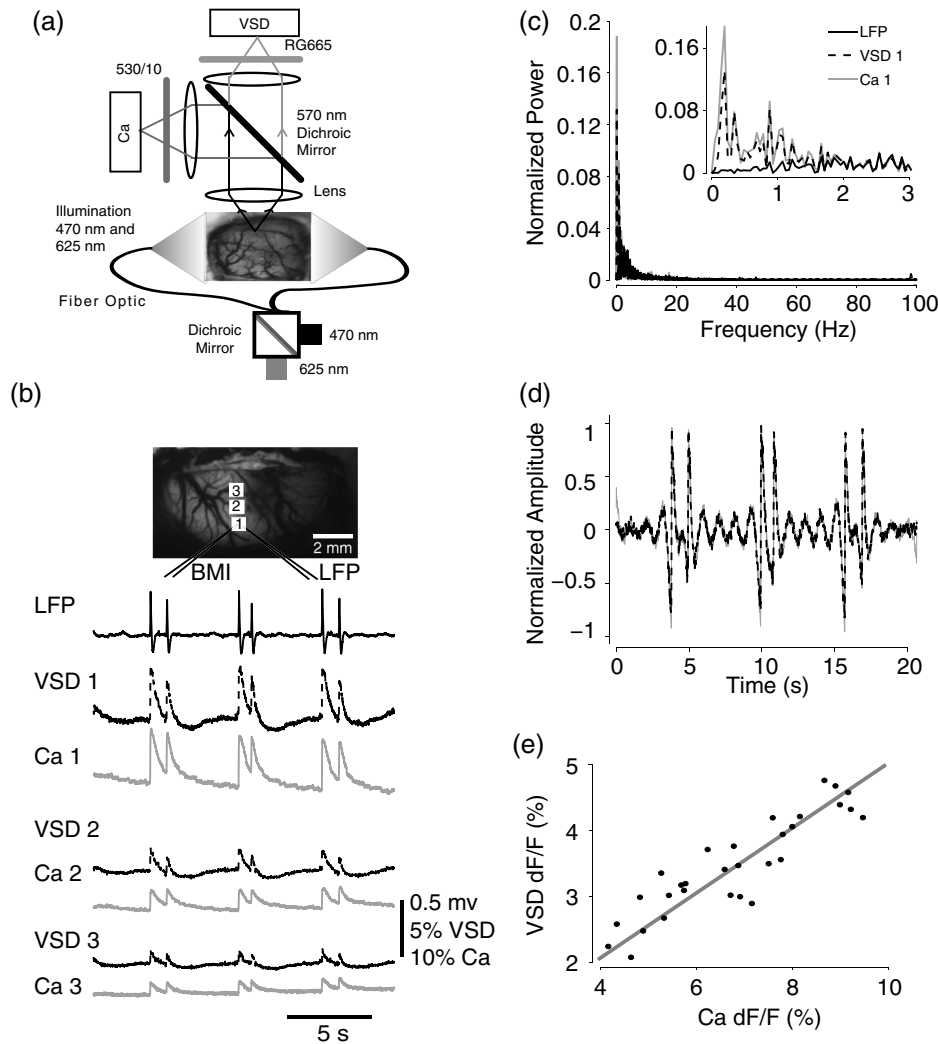 (a)
VSD
RG665
530/10
Ca
570 nm
Dichroic
Mirror
Lens
Illumination
470 nm and
625 nm
Fiber Optic
Dichroic
Mirror
470 nm
625 nm
(b)
3
2
1
2 mm
BMI
LFP
LFP
VSD 1
Ca 1
VSD 2
Ca 2
VSD 3
Ca 3
0.5 mv
5% VSD
10% Ca
5 s
(c)
Normalized Power
0.2
0.16
0.12
0.08
0.04
0
0 20 40 60 80 100
Frequency (Hz)
0.16
0.08
0
0 1 2 3
LFP
VSD 1
Ca 1
(d)
Normalized Amplitude
1
0.5
0
−0.5
−1
0 5 10 15 20
Time (s)
(e)
VSD dF/F (%)
5
4
3
2
4 6 8 10
Ca dF/F (%)